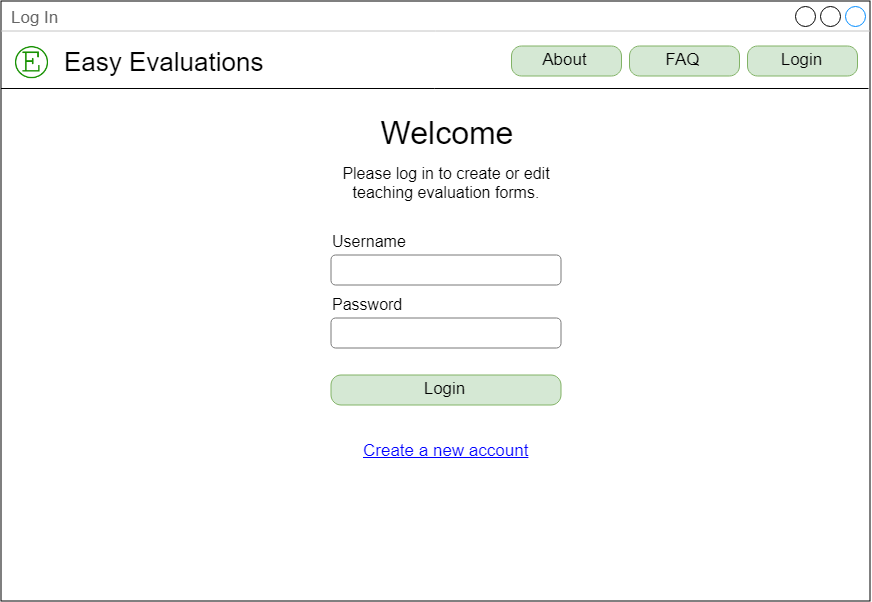 Log In
E Easy Evaluations
About FAQ Login
Welcome
Please log in to create or edit
teaching evaluation forms.
Username
Password
Login
Create a new account